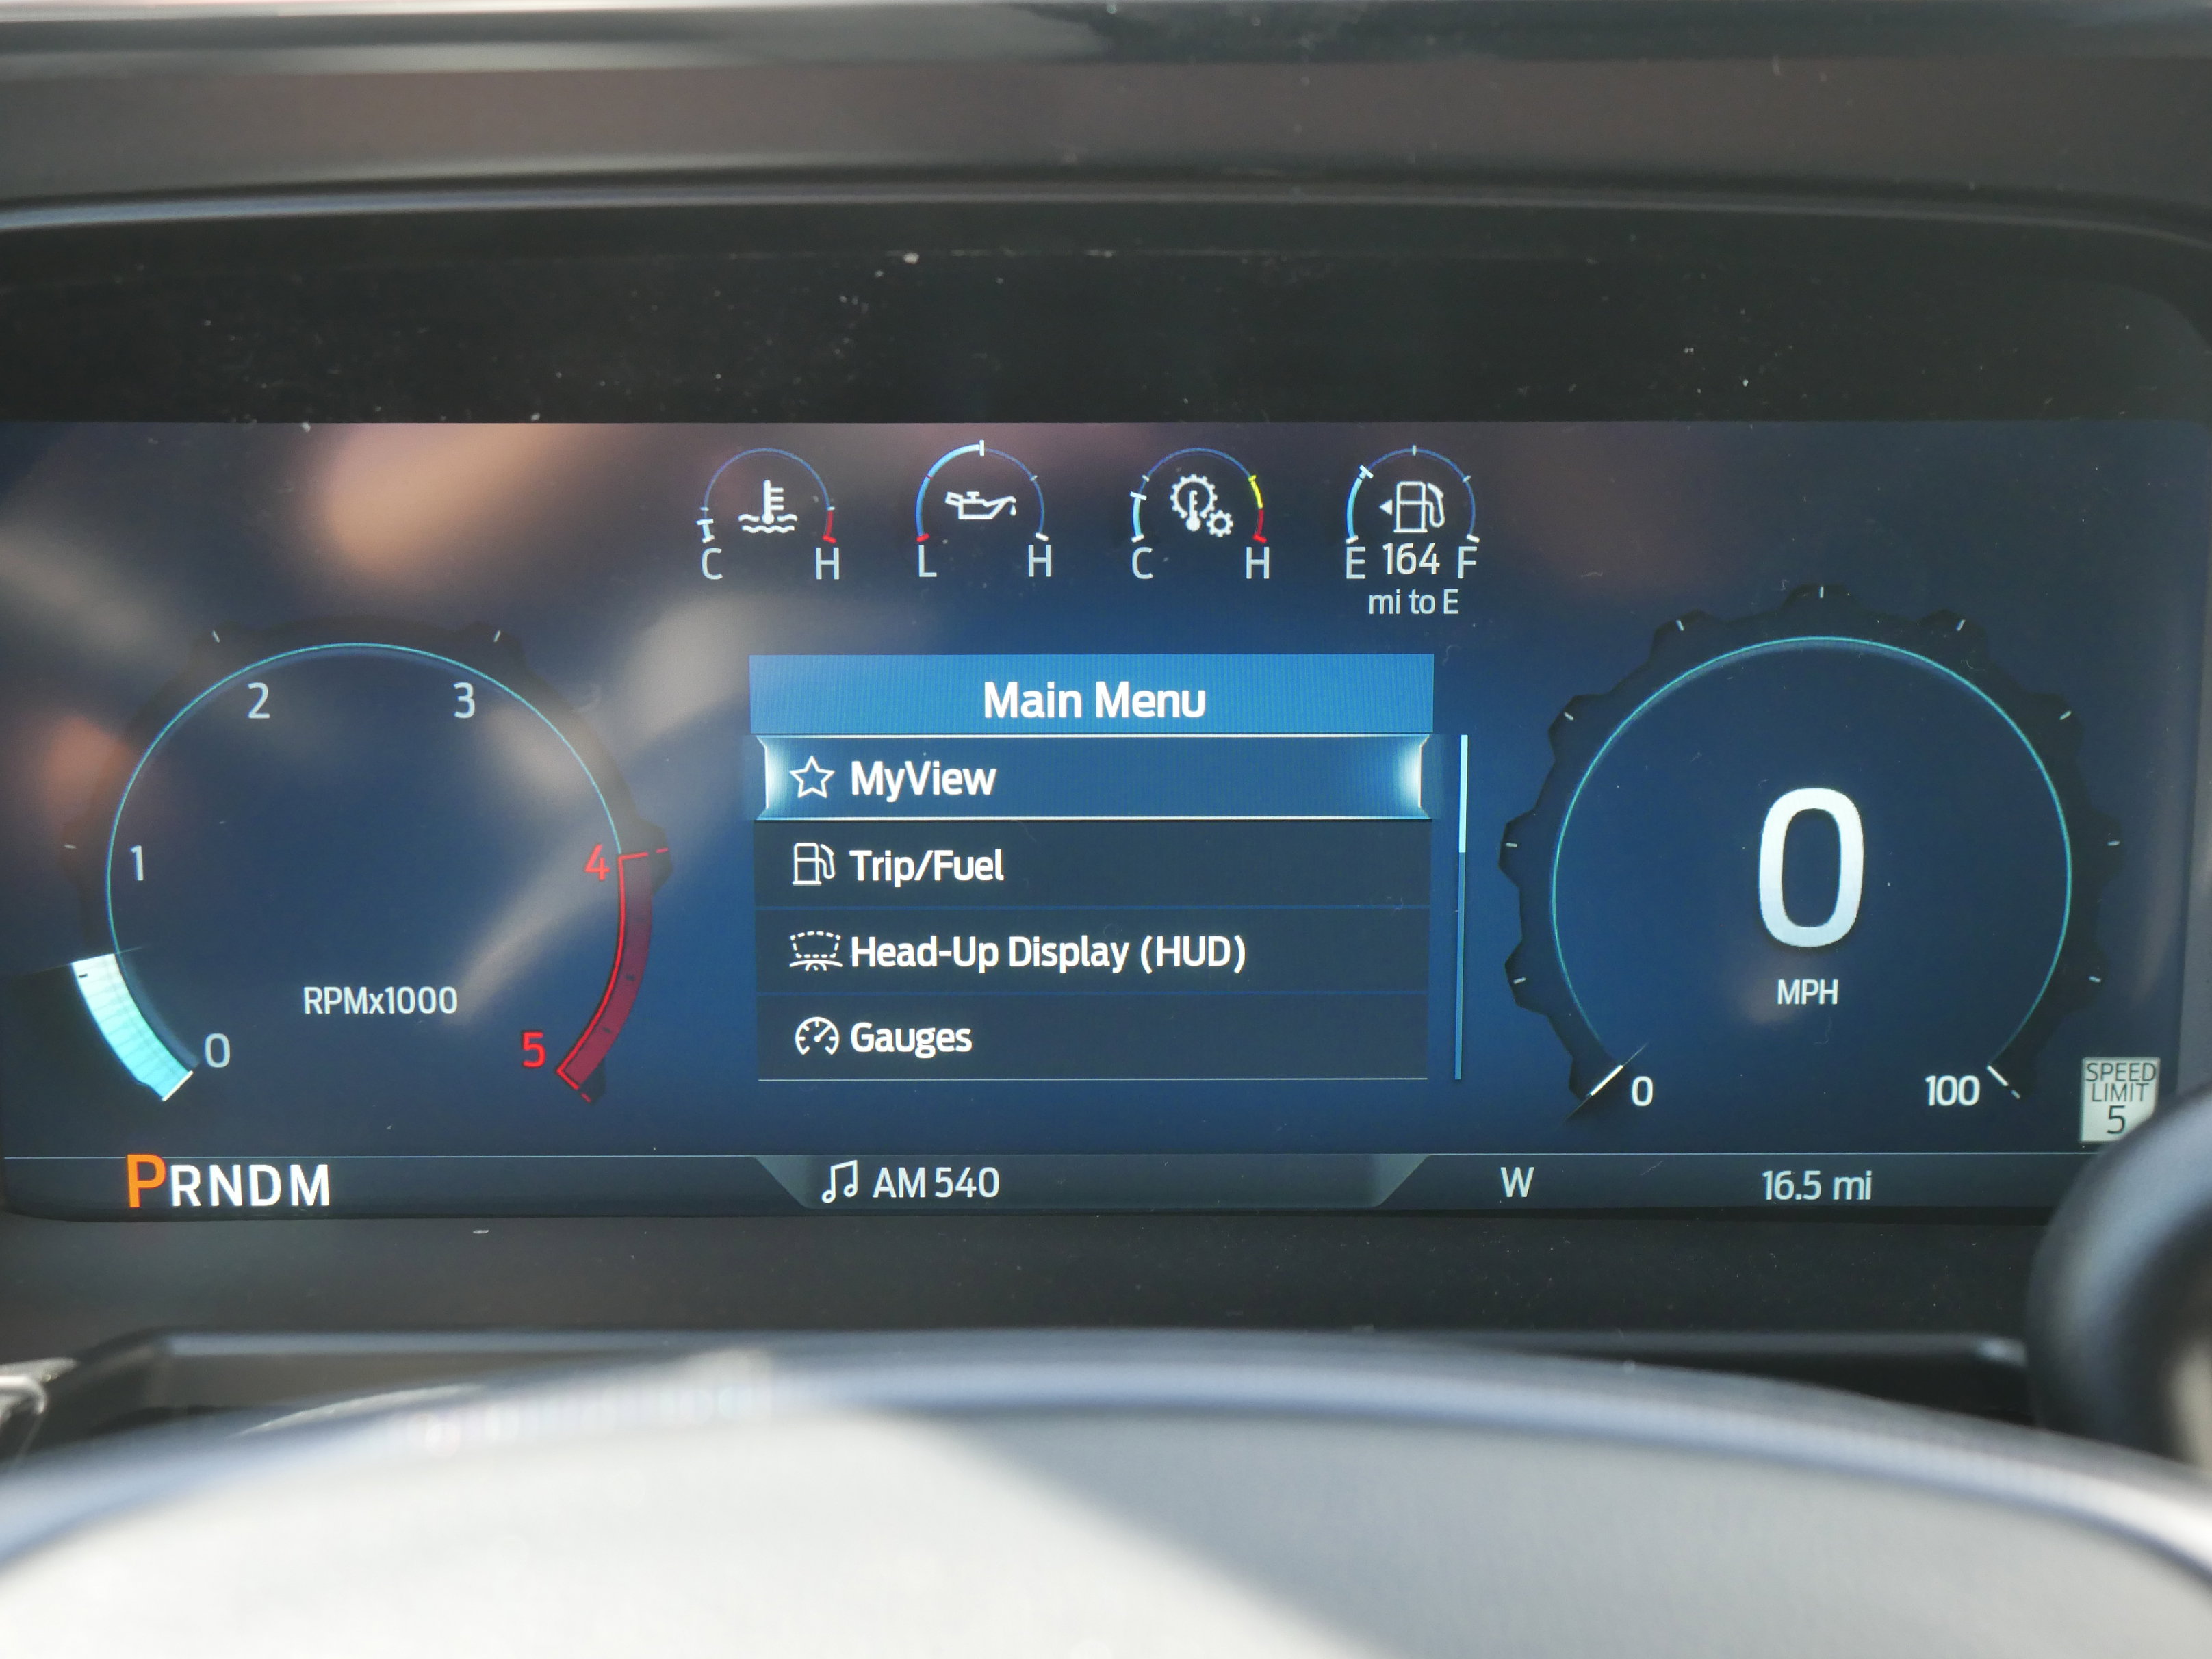 C H
L H
C H
E 164 F
mi to E
Main Menu
MyView
Trip/Fuel
Head-Up Display (HUD)
Gauges
0
1
2
3
4
5
RPMx1000
0
MPH
0
100
SPEED
LIMIT
5
PRNDM
AM 540
W
16.5 mi